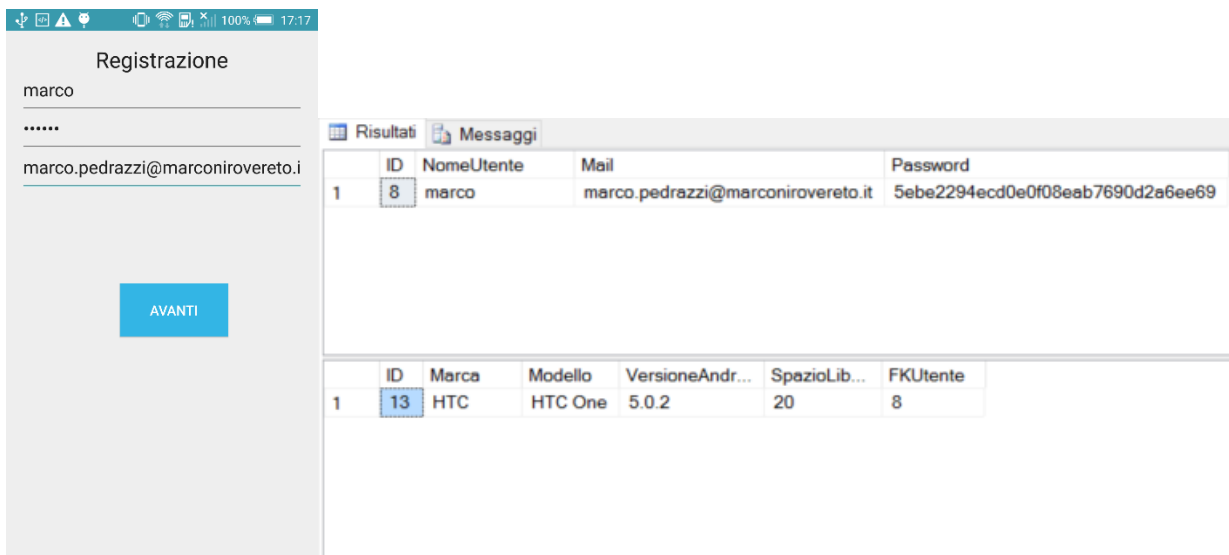 100% 17:17
Registrazione
marco
••••••
marco.pedrazzi@marconirovereto.i
AVANTI
Risultati Messaggi
ID NomeUtente Mail Password
1 8 marco marco.pedrazzi@marconirovereto.it 5ebe2294ecd0e0f08eab7690d2a6ee69
ID Marca Modello VersioneAndr... SpazioLib... FKUtente
1 13 HTC HTC One 5.0.2 20 8